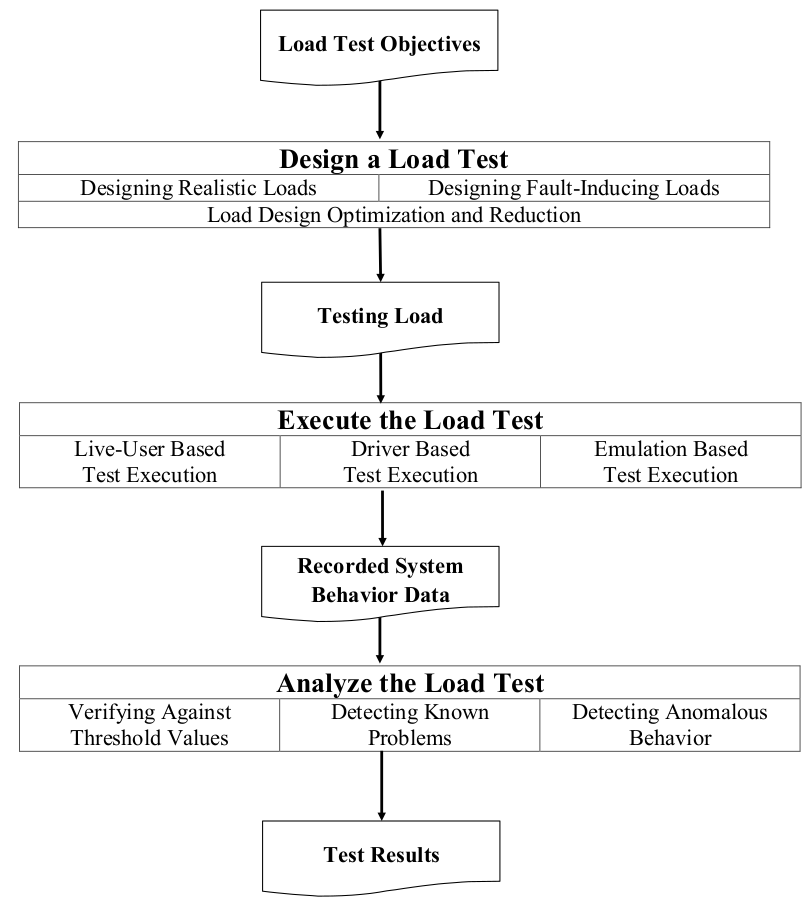 Load Test Objectives
Design a Load Test
Designing Realistic Loads
Designing Fault-Inducing Loads
Load Design Optimization and Reduction
Testing Load
Execute the Load Test
Live-User Based
Test Execution
Driver Based
Test Execution
Emulation Based
Test Execution
Recorded System
Behavior Data
Analyze the Load Test
Verifying Against
Threshold Values
Detecting Known
Problems
Detecting Anomalous
Behavior
Test Results